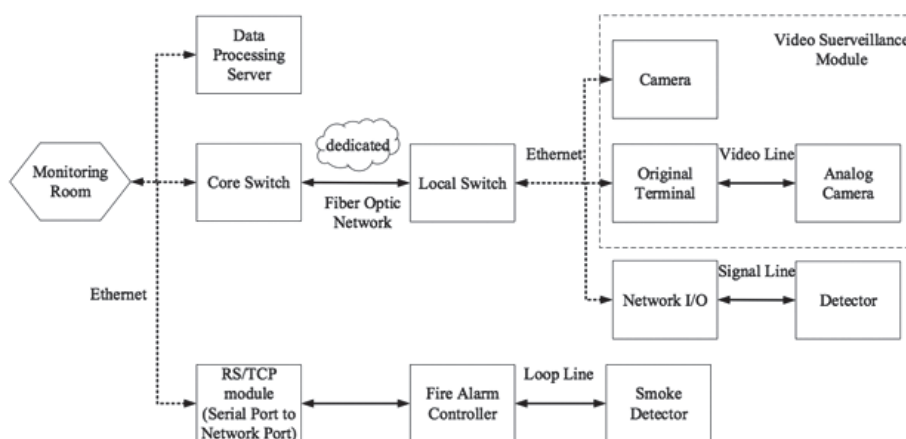 Data
Processing
Server
Video Suerveillance
Module
Camera
dedicated
Ethernet
Video Line
Monitoring
Room
Core Switch
Local Switch
Original
Terminal
Analog
Camera
Fiber Optic
Network
Signal Line
Ethernet
Network I/O
Detector
RS/TCP
module
(Serial Port to
Network Port)
Fire Alarm
Controller
Loop Line
Smoke
Detector